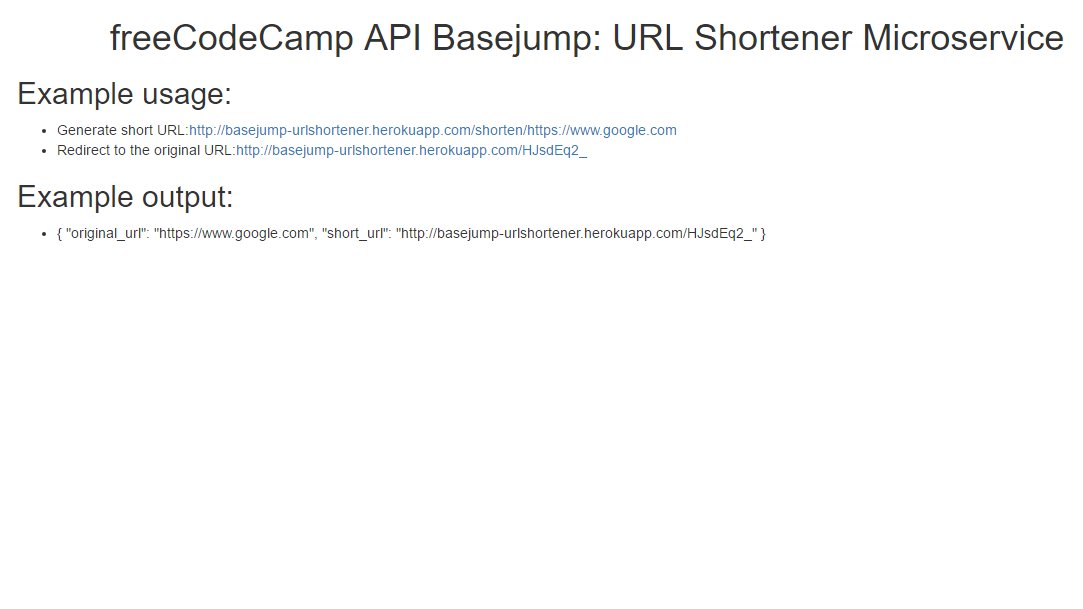 freeCodeCamp API Basejump: URL Shortener Microservice
Example usage:
• Generate short URL:http://basejump-urlshortener.herokuapp.com/shorten/https://www.google.com
• Redirect to the original URL:http://basejump-urlshortener.herokuapp.com/HJsdEq2_
Example output:
• { "original_url": "https://www.google.com", "short_url": "http://basejump-urlshortener.herokuapp.com/HJsdEq2_" }